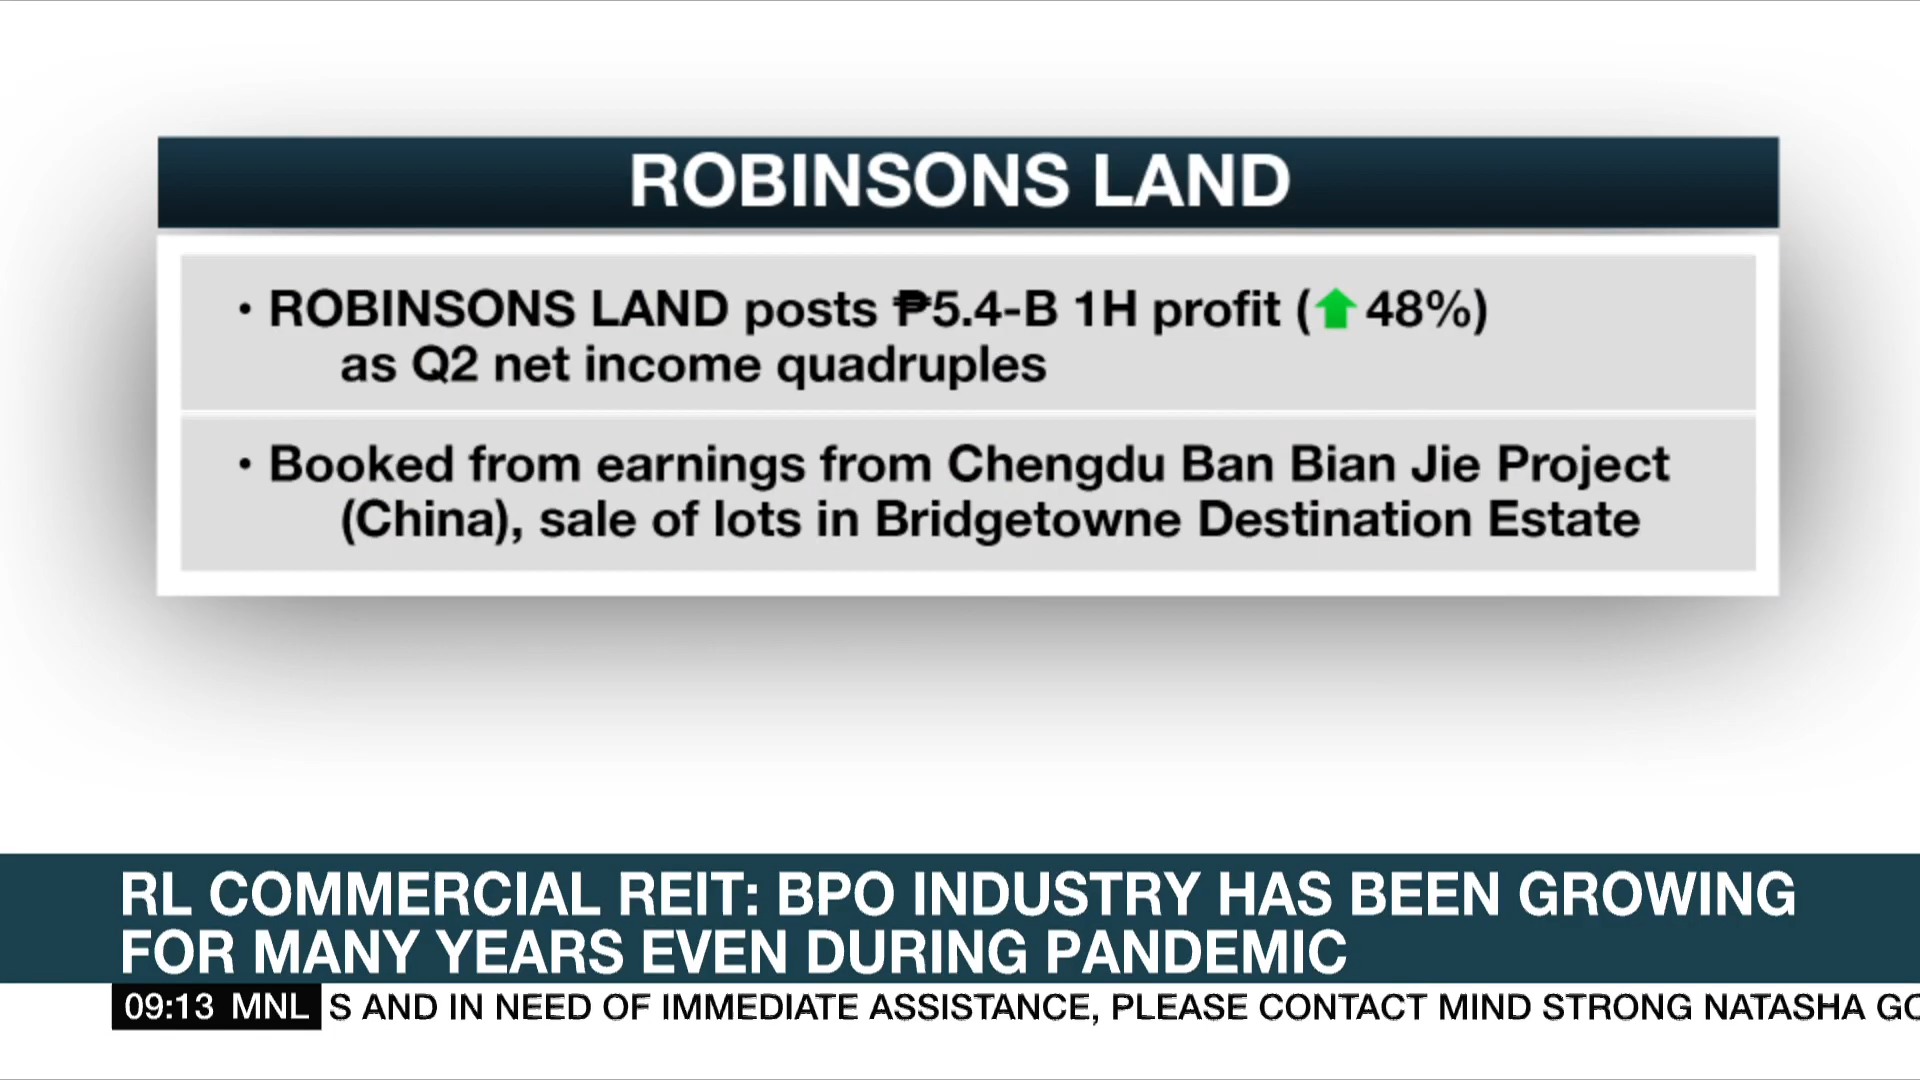 ROBINSONS LAND
• ROBINSONS LAND posts ₱5.4-B 1H profit (⬆48%)
as Q2 net income quadruples
• Booked from earnings from Chengdu Ban Bian Jie Project
(China), sale of lots in Bridgetowne Destination Estate
RL COMMERCIAL REIT: BPO INDUSTRY HAS BEEN GROWING
FOR MANY YEARS EVEN DURING PANDEMIC
09:13 MNL S AND IN NEED OF IMMEDIATE ASSISTANCE, PLEASE CONTACT MIND STRONG NATASHA